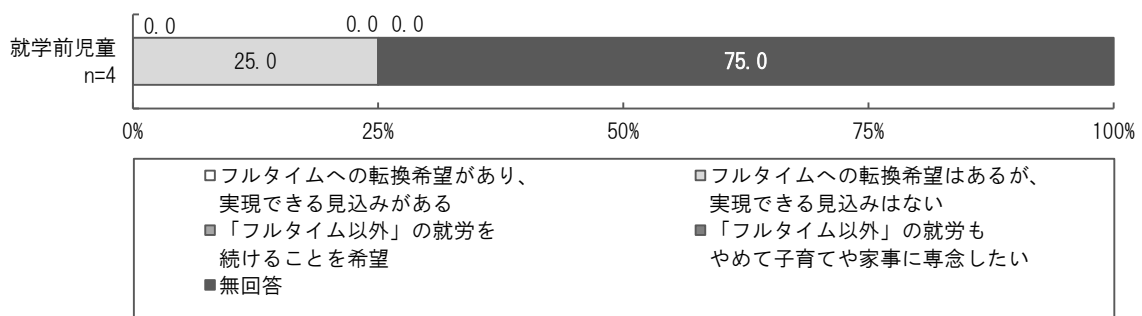 0.0 0.0 0.0
就学前児童
n=4
25.0 75.0
0% 25% 50% 75% 100%
□フルタイムへの転換希望があり、
実現できる見込みがある
□フルタイムへの転換希望はあるが、
実現できる見込みはない
■「フルタイム以外」の就労を
続けることを希望
■「フルタイム以外」の就労も
やめて子育てや家事に専念したい
■無回答